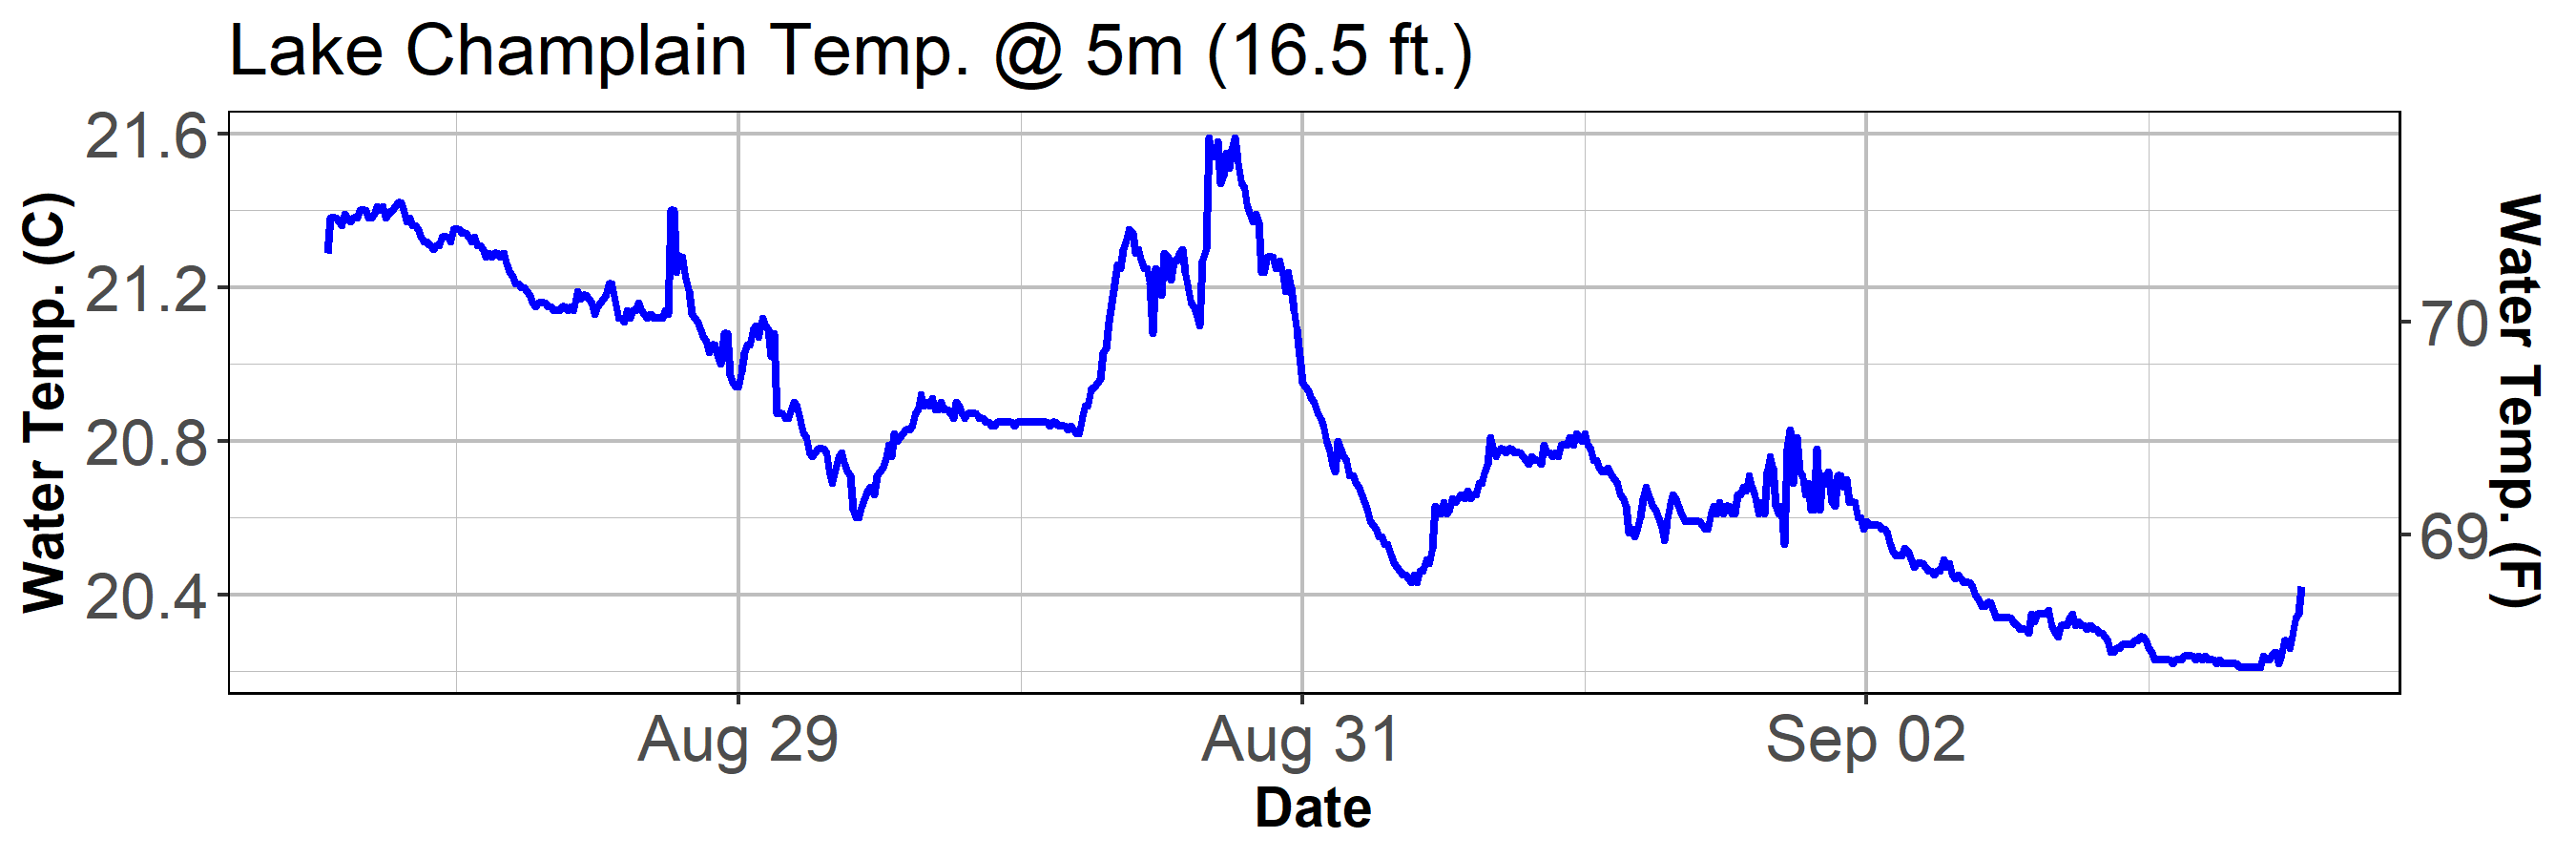 Lake Champlain Temp. @ 5m (16.5 ft.)
Water Temp. (C)
21.6
21.2
20.8
20.4
70
69
Water Temp. (F)
Aug 29
Aug 31
Sep 02
Date